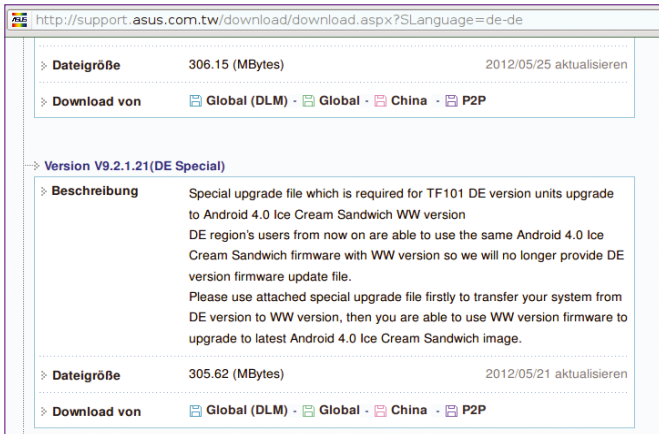 http://support.asus.com.tw/download/download.aspx?SLanguage=de-de
Dateigröße 306.15 (MBytes) 2012/05/25 aktualisieren
Download von Global (DLM) - Global - China - P2P
Version V9.2.1.21(DE Special)
Beschreibung Special upgrade file which is required for TF101 DE version units upgrade
to Android 4.0 Ice Cream Sandwich WW version
DE region's users from now on are able to use the same Android 4.0 Ice
Cream Sandwich firmware with WW version so we will no longer provide DE
version firmware update file.
Please use attached special upgrade file firstly to transfer your system from
DE version to WW version, then you are able to use WW version firmware to
upgrade to latest Android 4.0 Ice Cream Sandwich image.
Dateigröße 305.62 (MBytes) 2012/05/21 aktualisieren
Download von Global (DLM) - Global - China - P2P